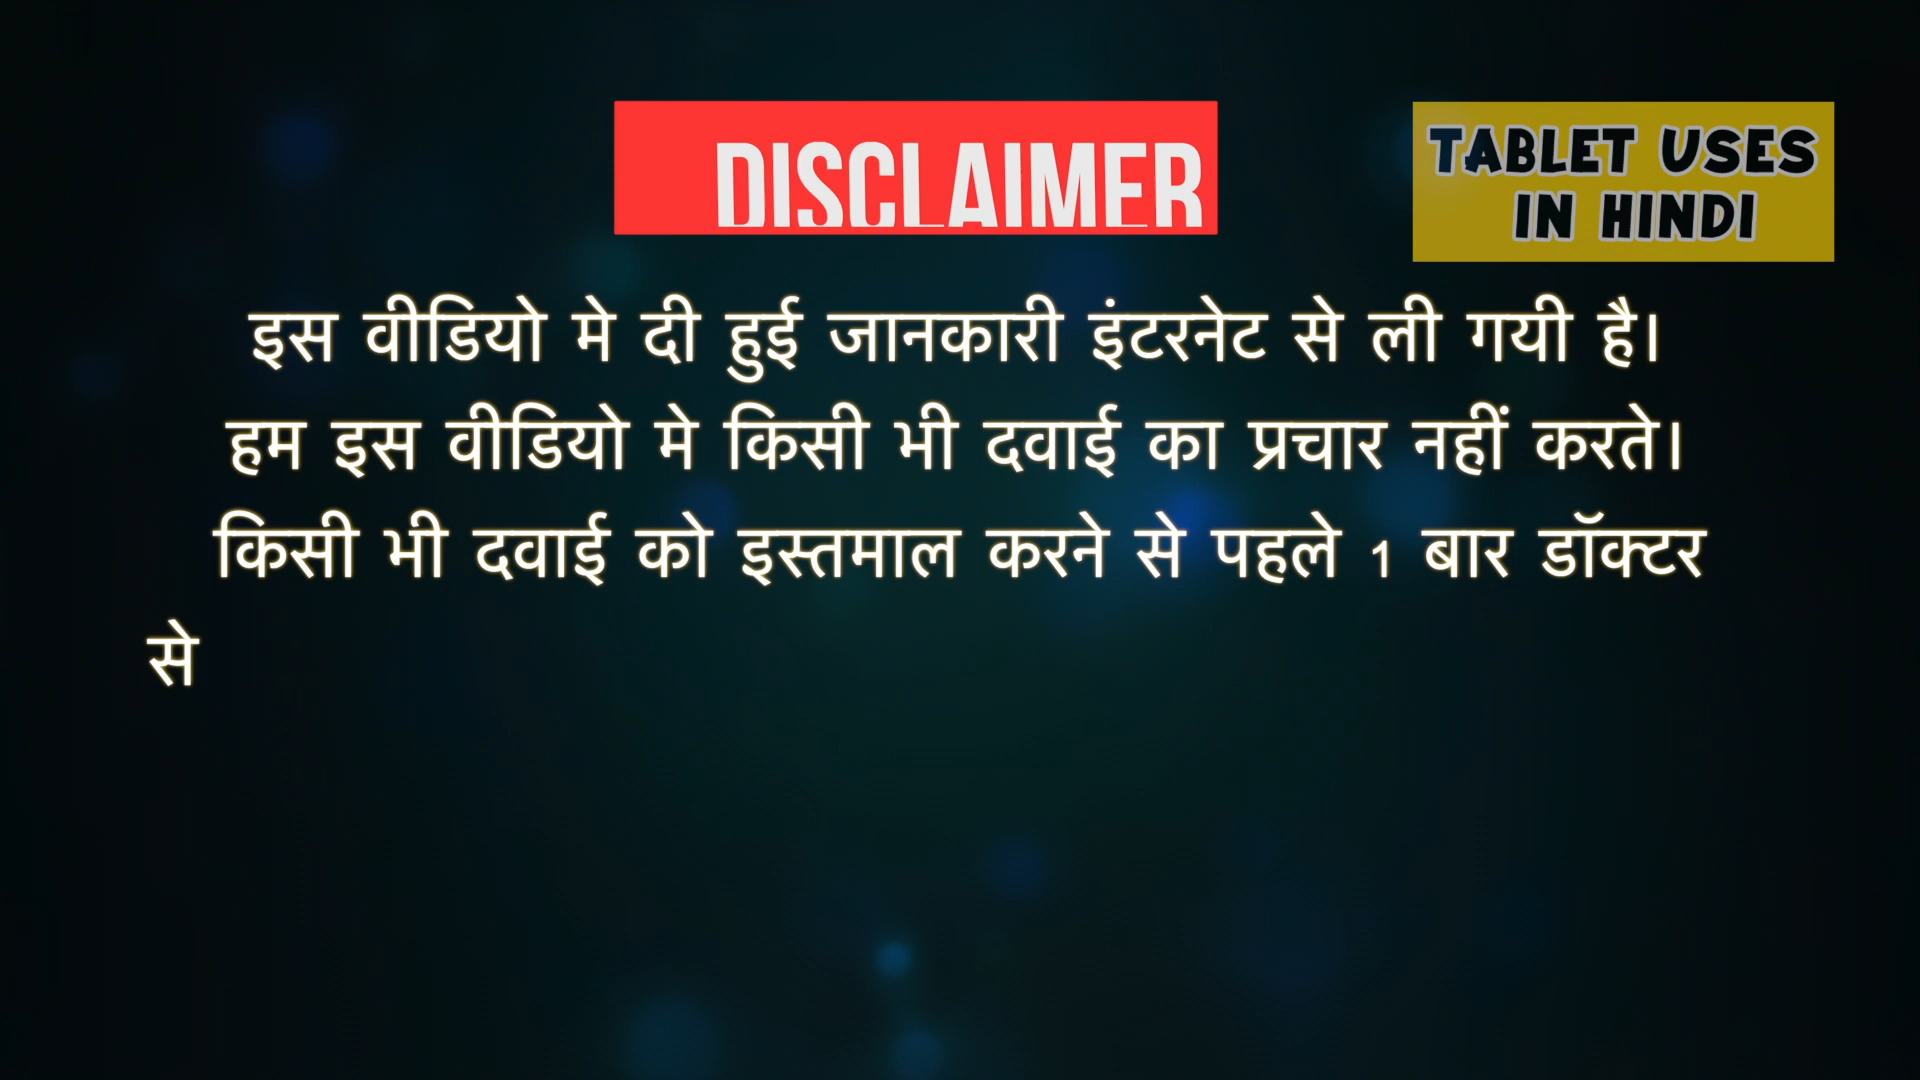 DISCLAIMER
TABLET USES
IN HINDI
इस वीडियो मे दी हुई जानकारी इंटरनेट से ली गयी है।
हम इस वीडियो मे किसी भी दवाई का प्रचार नहीं करते।
किसी भी दवाई को इस्तमाल करने से पहले 1 बार डॉक्टर
से